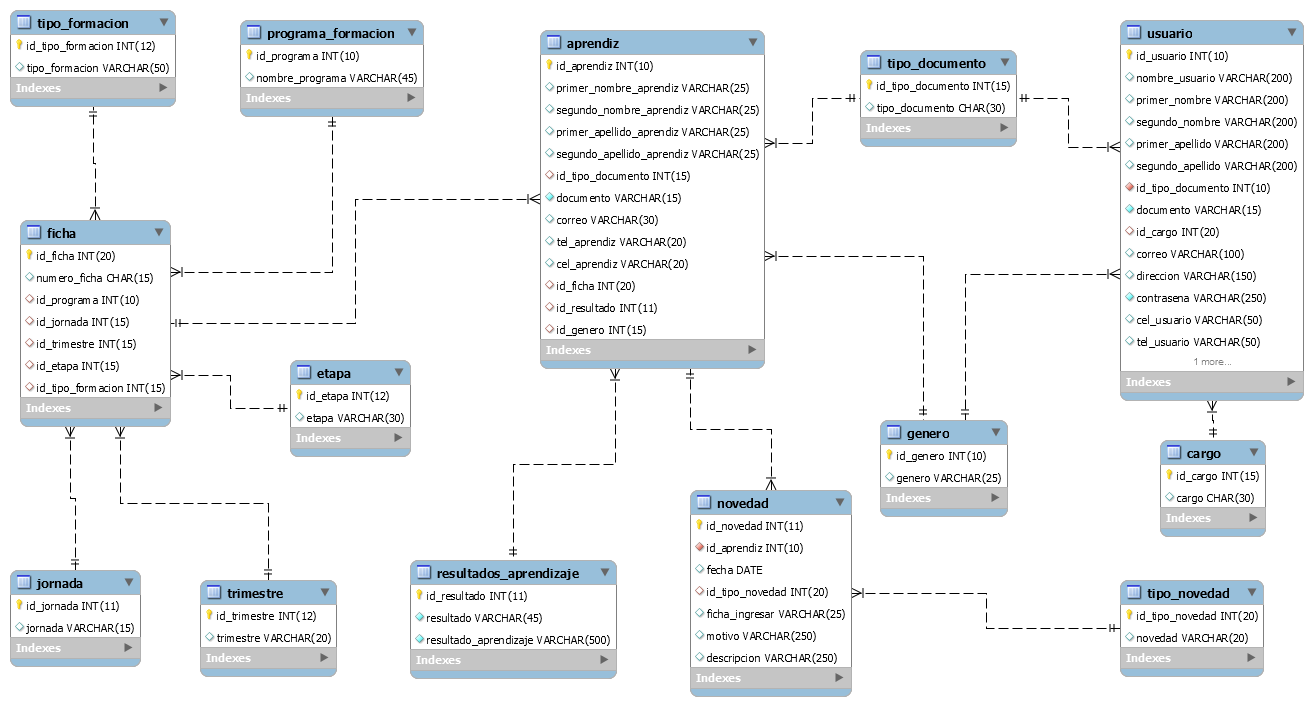 tipo_formacion
id_tipo_formacion INT(12)
tipo_formacion VARCHAR(50)
Indexes
programa_formacion
id_programa INT(10)
nombre_programa VARCHAR(45)
Indexes
aprendiz
id_aprendiz INT(10)
primer_nombre_aprendiz VARCHAR(25)
segundo_nombre_aprendiz VARCHAR(25)
primer_apellido_aprendiz VARCHAR(25)
segundo_apellido_aprendiz VARCHAR(25)
id_tipo_documento INT(15)
documento VARCHAR(15)
correo VARCHAR(30)
tel_aprendiz VARCHAR(20)
cel_aprendiz VARCHAR(20)
id_ficha INT(20)
id_resultado INT(11)
id_genero INT(15)
Indexes
tipo_documento
id_tipo_documento INT(15)
tipo_documento CHAR(30)
Indexes
usuario
id_usuario INT(10)
nombre_usuario VARCHAR(200)
primer_nombre VARCHAR(200)
segundo_nombre VARCHAR(200)
primer_apellido VARCHAR(200)
segundo_apellido VARCHAR(200)
id_tipo_documento INT(10)
documento VARCHAR(15)
id_cargo INT(20)
correo VARCHAR(100)
direccion VARCHAR(150)
contrasena VARCHAR(250)
cel_usuario VARCHAR(50)
tel_usuario VARCHAR(50)
1 more...
Indexes
ficha
id_ficha INT(20)
numero_ficha CHAR(15)
id_programa INT(10)
id_jornada INT(15)
id_trimestre INT(15)
id_etapa INT(15)
id_tipo_formacion INT(15)
Indexes
etapa
id_etapa INT(12)
etapa VARCHAR(30)
Indexes
genero
id_genero INT(10)
genero VARCHAR(25)
Indexes
cargo
id_cargo INT(15)
cargo CHAR(30)
Indexes
jornada
id_jornada INT(11)
jornada VARCHAR(15)
Indexes
trimestre
id_trimestre INT(12)
trimestre VARCHAR(20)
Indexes
resultados_aprendizaje
id_resultado INT(11)
resultado VARCHAR(45)
resultado_aprendizaje VARCHAR(500)
Indexes
novedad
id_novedad INT(11)
id_aprendiz INT(10)
fecha DATE
id_tipo_novedad INT(20)
ficha_ingresar VARCHAR(25)
motivo VARCHAR(250)
descripcion VARCHAR(250)
Indexes
tipo_novedad
id_tipo_novedad INT(20)
novedad VARCHAR(20)
Indexes